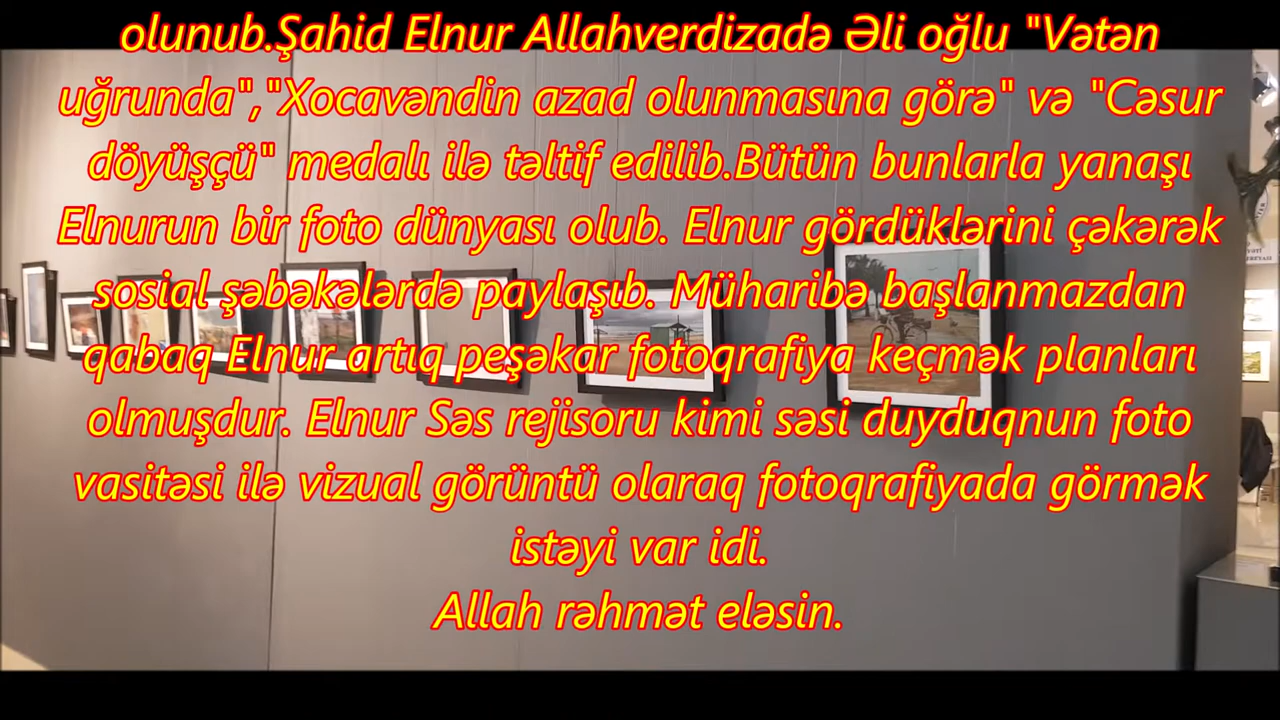 olunub.Şahid Elnur Allahverdizadə Əli oğlu "Vətən
uğrunda","Xocavəndin azad olunmasına görə" və "Cəsur
döyüşçü" medalı ilə təltif edilib.Bütün bunlarla yanaşı
Elnurun bir foto dünyası olub. Elnur gördüklərini çəkərək
sosial şəbəkələrdə paylaşıb. Müharibə başlanmazdan
qabaq Elnur artıq peşəkar fotoqrafiya keçmək planları
olmuşdur. Elnur Səs rejisoru kimi səsi duyduqnun foto
vasitəsi ilə vizual görüntü olaraq fotoqrafiyada görmək
istəyi var idi.
Allah rəhmət eləsin.